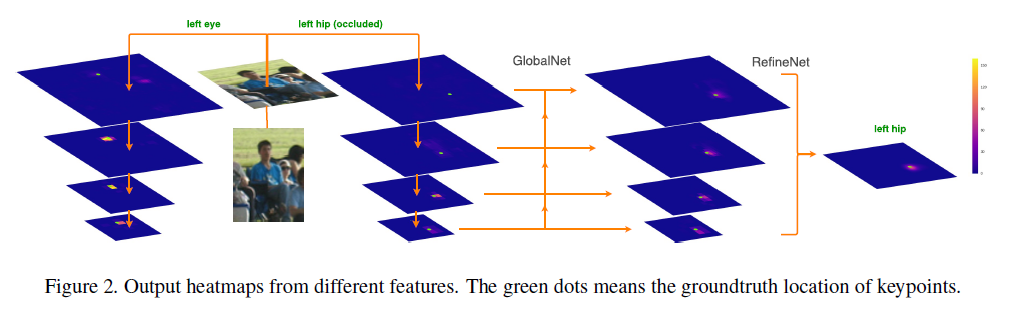 left eye
left hip (occluded)
GlobalNet
RefineNet
left hip
0
Figure 2. Output heatmaps from different features. The green dots means the groundtruth location of keypoints.